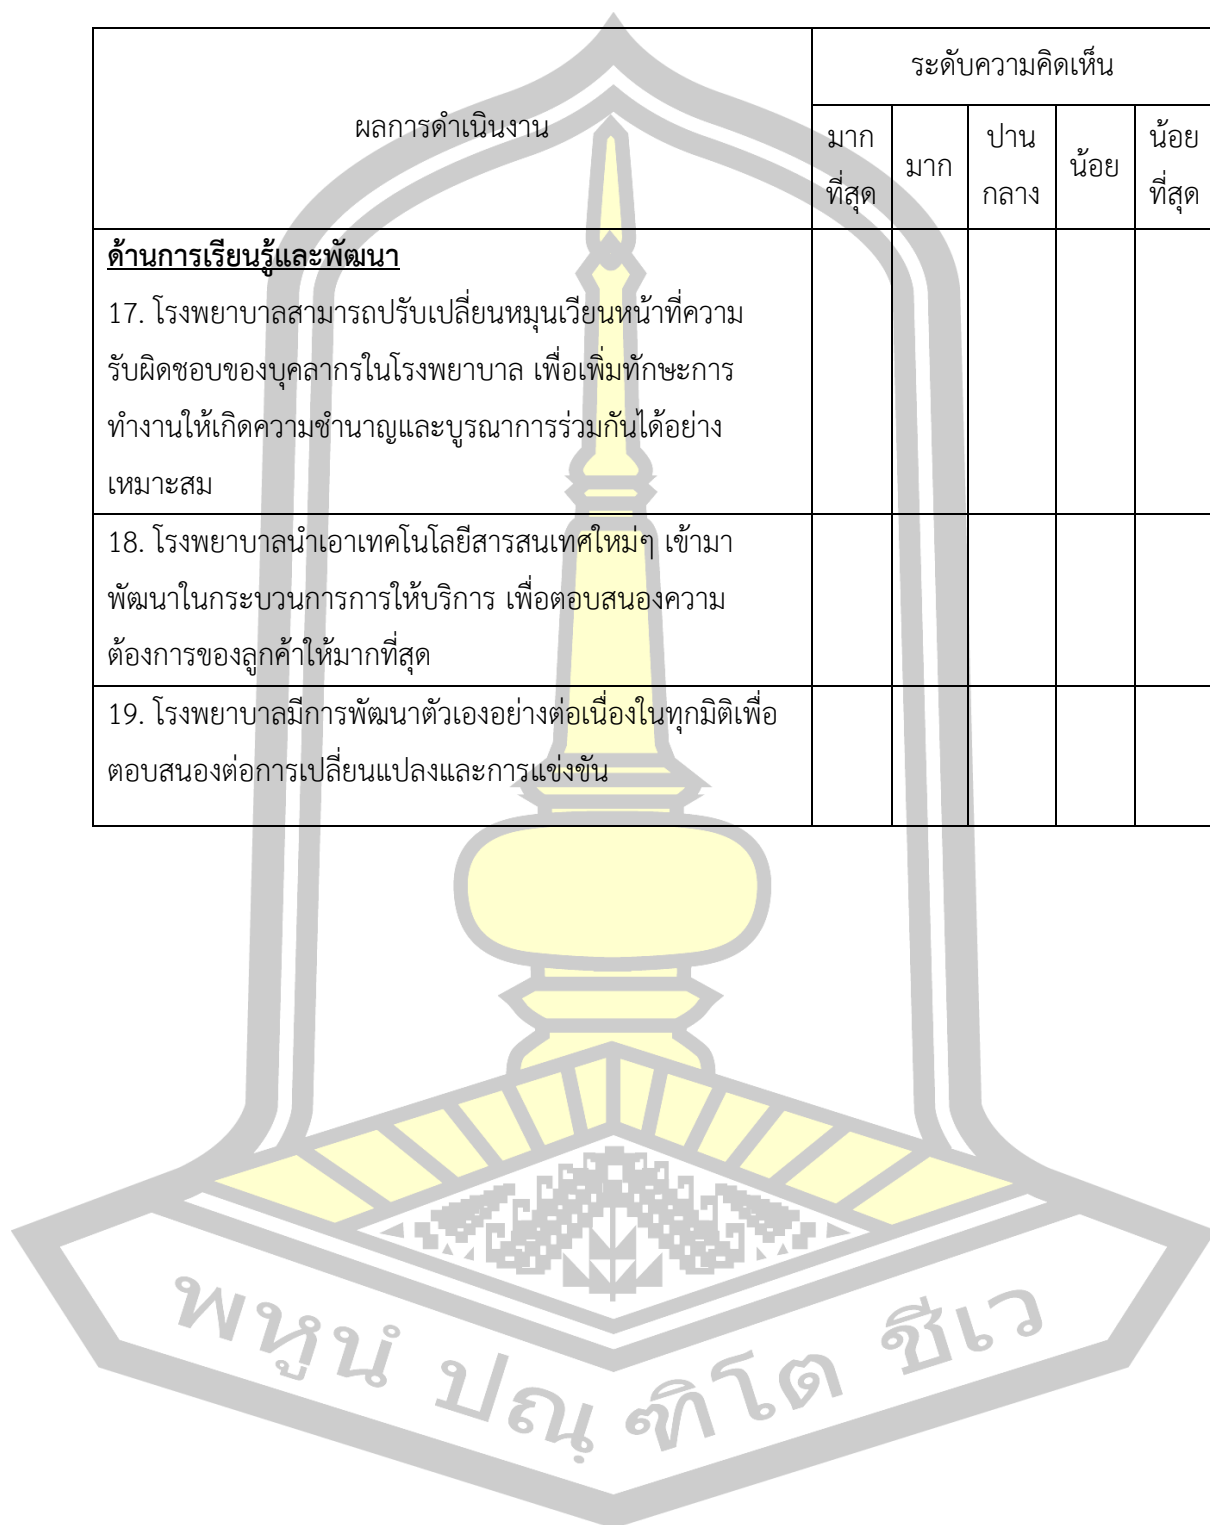 ผลการดำเนินงาน
ระดับความคิดเห็น
มาก
ที่สุด
มาก
ปาน
กลาง
น้อย
น้อย
ที่สุด
ด้านการเรียนรู้และพัฒนา
17. โรงพยาบาลสามารถปรับเปลี่ยนหมุนเวียนหน้าที่ความ
รับผิดชอบของบุคลากรในโรงพยาบาล เพื่อเพิ่มทักษะการ
ทำงานให้เกิดความชำนาญและบูรณาการร่วมกันได้อย่าง
เหมาะสม
18. โรงพยาบาลนำเอาเทคโนโลยีสารสนเทศใหม่ๆ เข้ามา
พัฒนาในกระบวนการการให้บริการ เพื่อตอบสนองความ
ต้องการของลูกค้าให้มากที่สุด
19. โรงพยาบาลมีการพัฒนาตัวเองอย่างต่อเนื่องในทุกมิติเพื่อ
ตอบสนองต่อการเปลี่ยนแปลงและการแข่งขัน
พหูนํ ปณฺฑิโต ชีเว